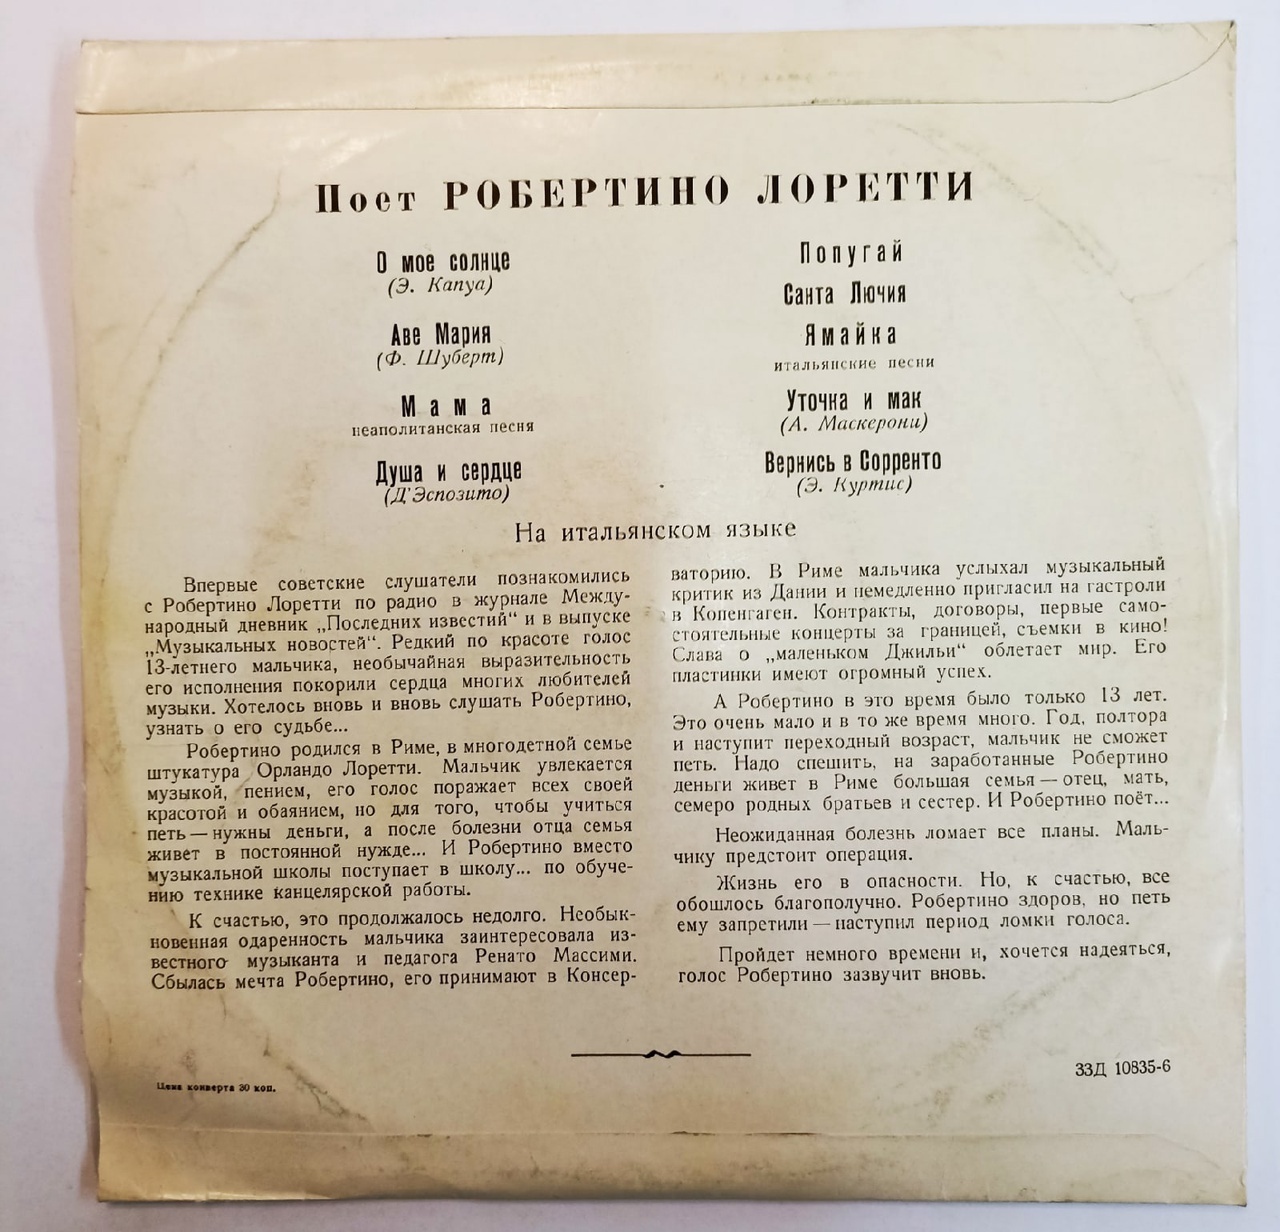 Поет РОБЕРТИНО ЛОРЕТТИ
О мое солнце
(Э. Капуа)
Аве Мария
(Ф. Шуберт)
Мама
неаполитанская песня
Душа и сердце
(Д'Эспозито)
Попугай
Санта Лючия
Ямайка
итальянские песни
Уточка и мак
(А. Маскерони)
Вернись в Сорренто
(Э. Куртис)
На итальянском языке
Впервые советские слушатели познакомились
с Робертино Лоретти по радио в журнале Между-
народный дневник „Последних известий“ и в выпуске
„Музыкальных новостей“. Редкий по красоте голос
13-летнего мальчика, необычайная выразительность
его исполнения покорили сердца многих любителей
музыки. Хотелось вновь и вновь слушать Робертино,
узнать о его судьбе...
Робертино родился в Риме, в многодетной семье
штукатура Орландо Лоретти. Мальчик увлекается
музыкой, пением, его голос поражает всех своей
красотой и обаянием, но для того, чтобы учиться
петь — нужны деньги, а после болезни отца семья
живет в постоянной нужде... И Робертино вместо
музыкальной школы поступает в школу... по обуче-
нию технике канцелярской работы.
К счастью, это продолжалось недолго. Необык-
новенная одаренность мальчика заинтересовала из-
вестного музыканта и педагога Ренато Массими.
Сбылась мечта Робертино, его принимают в Консер-
ваторию. В Риме мальчика услыхал музыкальный
критик из Дании и немедленно пригласил на гастроли
в Копенгаген. Контракты, договоры, первые само-
стоятельные концерты за границей, съемки в кино!
Слава о „маленьком Джильи“ облетает мир. Его
пластинки имеют огромный успех.
А Робертино в это время было только 13 лет.
Это очень мало и в то же время много. Год, полтора
и наступит переходный возраст, мальчик не сможет
петь. Надо спешить, на заработанные Робертино
деньги живет в Риме большая семья — отец, мать,
семеро родных братьев и сестер. И Робертино поёт...
Неожиданная болезнь ломает все планы. Маль-
чику предстоит операция.
Жизнь его в опасности. Но, к счастью, все
обошлось благополучно. Робертино здоров, но петь
ему запретили — наступил период ломки голоса.
Пройдет немного времени и, хочется надеяться,
голос Робертино зазвучит вновь.
33Д 10835-6
Цена конверта 30 коп.